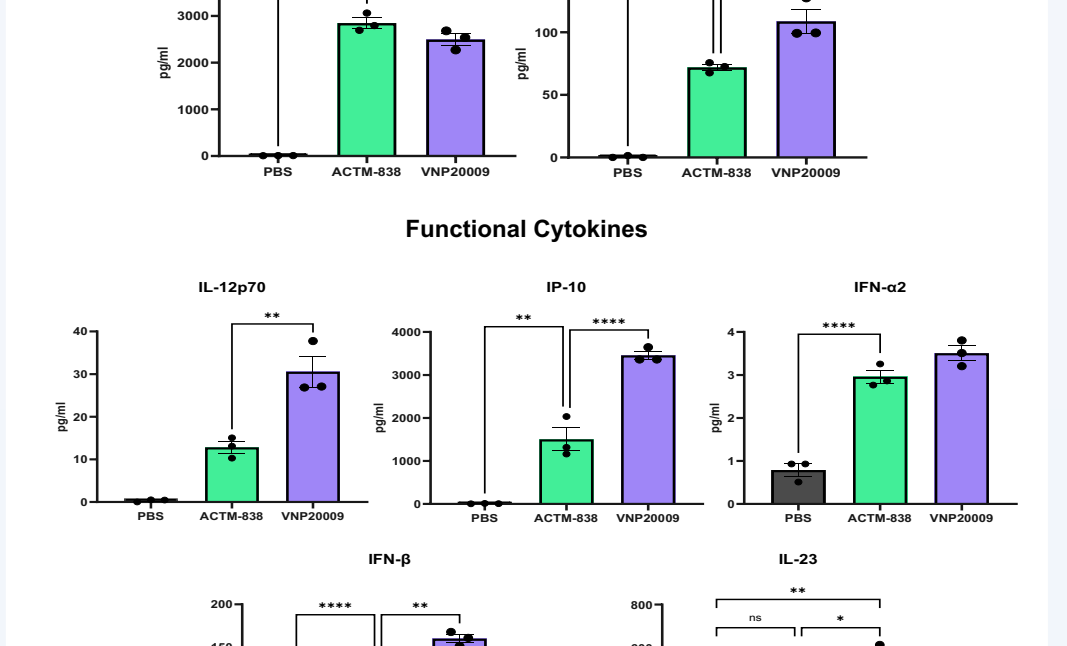 3000
2000
1000
0
pg/ml
PBS
ACTM-838
VNP20009
100
50
0
pg/ml
PBS
ACTM-838
VNP20009
Functional Cytokines
IL-12p70
**
40
30
20
10
0
pg/ml
PBS
ACTM-838
VNP20009
IP-10
**
****
4000
3000
2000
1000
0
pg/ml
PBS
ACTM-838
VNP20009
IFN-α2
****
4
3
2
1
0
pg/ml
PBS
ACTM-838
VNP20009
IFN-β
****
**
200
IL-23
**
ns
*
800